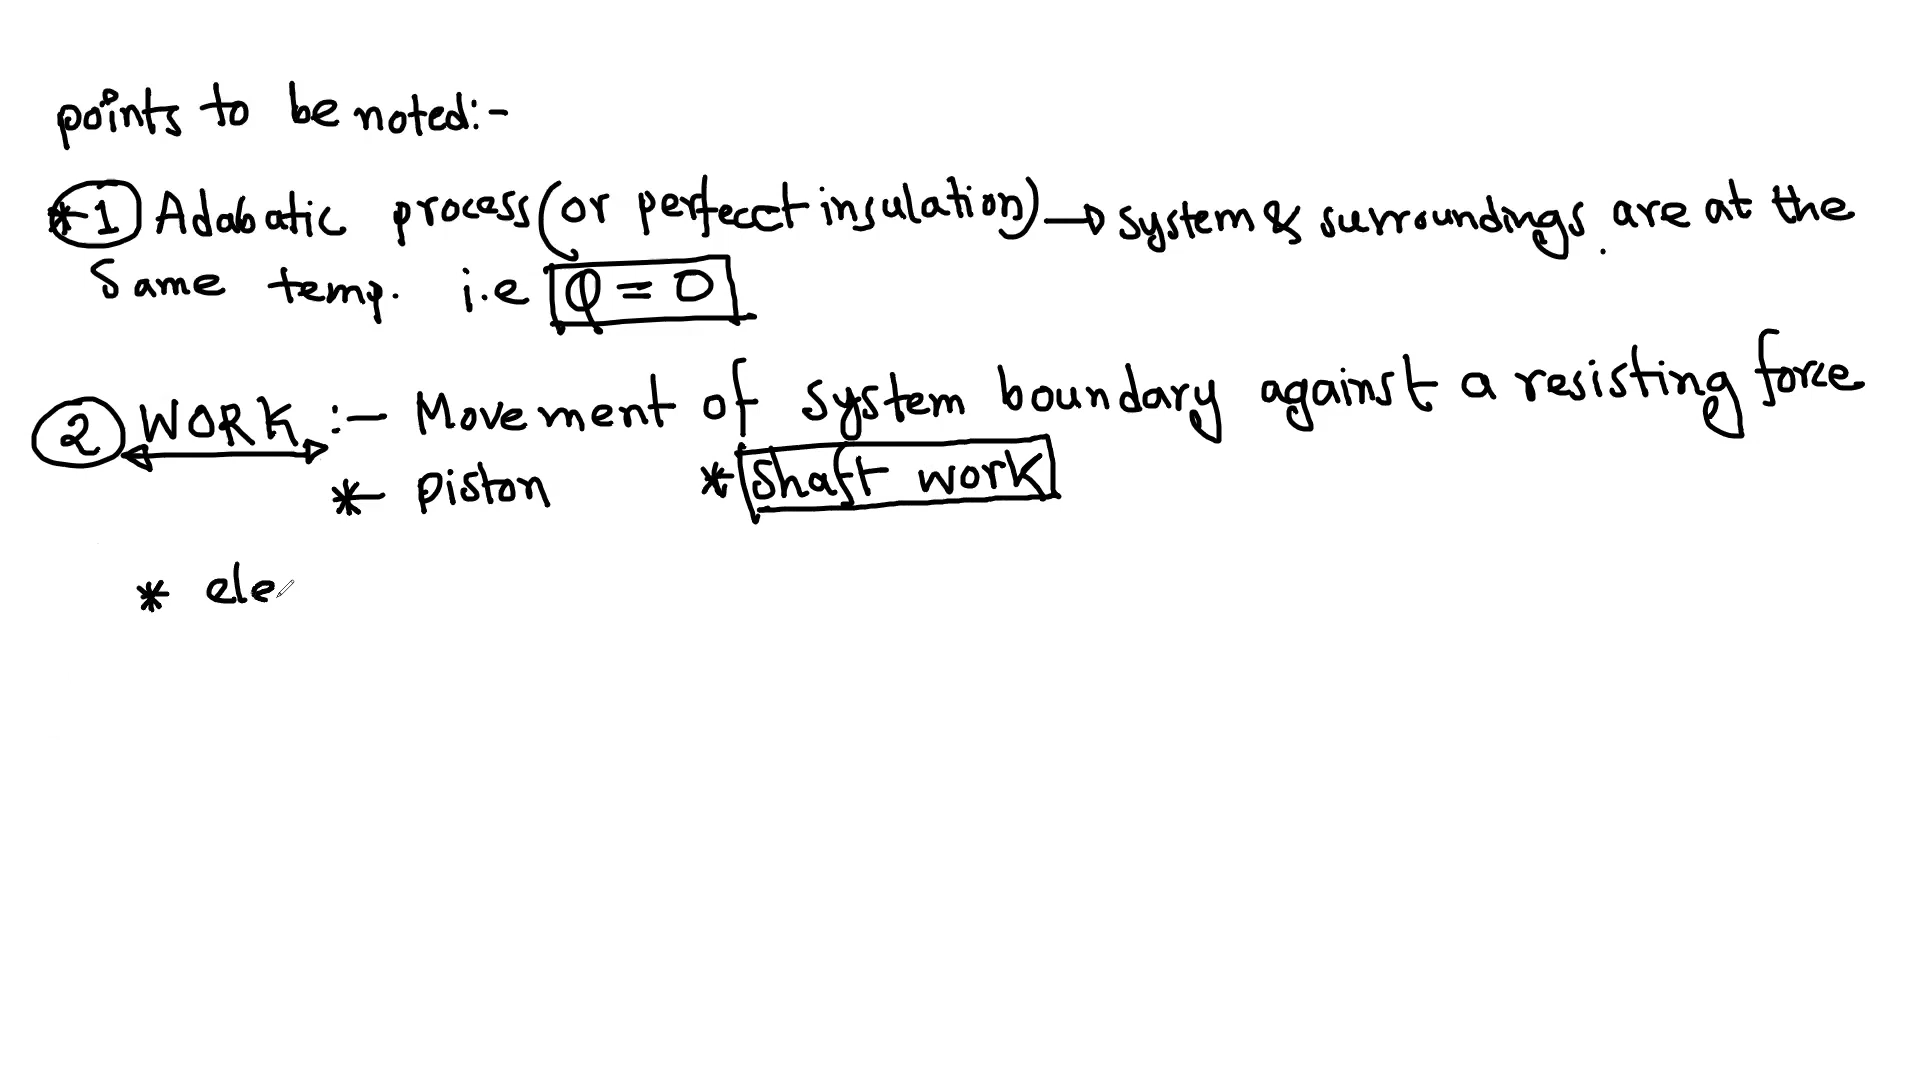 points to be noted:-
*1 Adabatic process (or perfecct insulation) → system & surroundings are at the
Same temp. i.e Q = 0
2 WORK :- Movement of system boundary against a resisting force
* piston * Shaft work
* ele